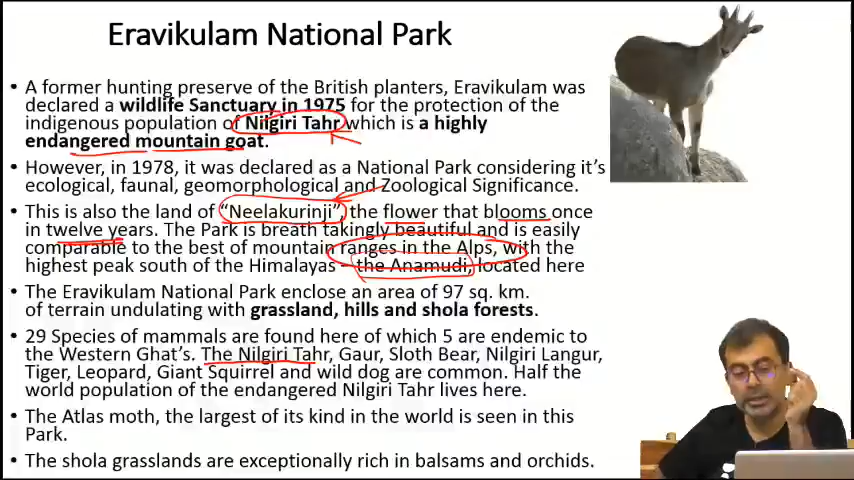 Eravikulam National Park
• A former hunting preserve of the British planters, Eravikulam was
declared a wildlife Sanctuary in 1975 for the protection of the
indigenous population of Nilgiri Tahr which is a highly
endangered mountain goat.
• However, in 1978, it was declared as a National Park considering it's
ecological, faunal, geomorphological and Zoological Significance.
• This is also the land of "Neelakurinji", the flower that blooms once
in twelve years. The Park is breath takingly beautiful and is easily
comparable to the best of mountain ranges in the Alps, with the
highest peak south of the Himalayas – the Anamudi, located here
• The Eravikulam National Park enclose an area of 97 sq. km.
of terrain undulating with grassland, hills and shola forests.
• 29 Species of mammals are found here of which 5 are endemic to
the Western Ghat's. The Nilgiri Tahr, Gaur, Sloth Bear, Nilgiri Langur,
Tiger, Leopard, Giant Squirrel and wild dog are common. Half the
world population of the endangered Nilgiri Tahr lives here.
• The Atlas moth, the largest of its kind in the world is seen in this
Park.
• The shola grasslands are exceptionally rich in balsams and orchids.